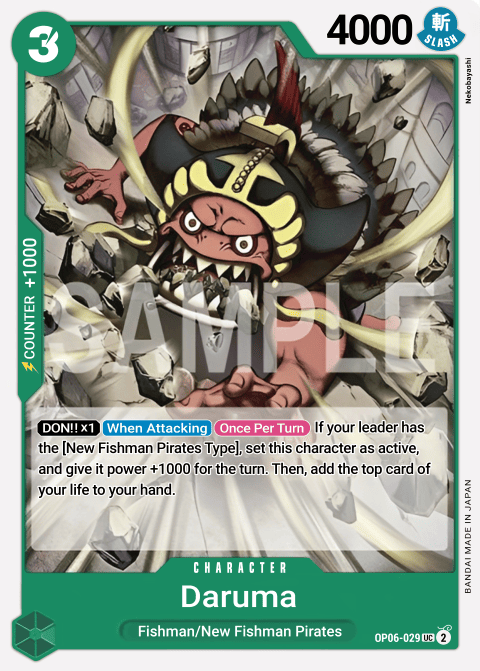 3
4000
斬
SLASH
Nekobayashi
COUNTER +1000
SAMPLE
DON!! ×1 When Attacking Once Per Turn If your leader has
the [New Fishman Pirates Type], set this character as active,
and give it power +1000 for the turn. Then, add the top card of
your life to your hand.
BANDAI MADE IN JAPAN
CHARACTER
Daruma
Fishman/New Fishman Pirates
OP06-029 UC 2